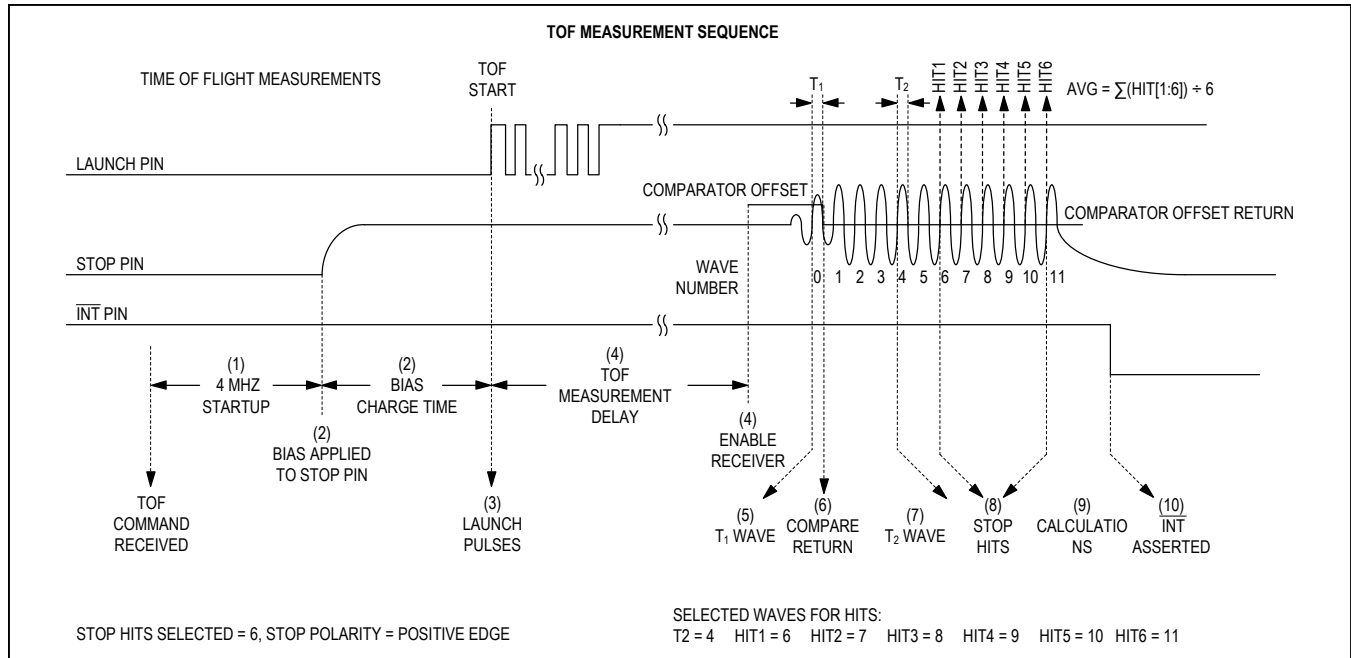 TOF MEASUREMENT SEQUENCE
TIME OF FLIGHT MEASUREMENTS
TOF
START
T1
T2
HIT1
HIT2
HIT3
HIT4
HIT5
HIT6
AVG = ∑(HIT[1:6]) ÷ 6
LAUNCH PIN
COMPARATOR OFFSET
COMPARATOR OFFSET RETURN
STOP PIN
WAVE
NUMBER
0 1 2 3 4 5 6 7 8 9 10 11
INT PIN
(1)
4 MHZ
STARTUP
(2)
BIAS
CHARGE TIME
(4)
TOF
MEASUREMENT
DELAY
(2)
BIAS APPLIED
TO STOP PIN
(4)
ENABLE
RECEIVER
TOF
COMMAND
RECEIVED
(3)
LAUNCH
PULSES
(5)
T1 WAVE
(6)
COMPARE
RETURN
(7)
T2 WAVE
(8)
STOP
HITS
(9)
CALCULATIO
NS
(10)
INT
ASSERTED
STOP HITS SELECTED = 6, STOP POLARITY = POSITIVE EDGE
SELECTED WAVES FOR HITS:
T2 = 4 HIT1 = 6 HIT2 = 7 HIT3 = 8 HIT4 = 9 HIT5 = 10 HIT6 = 11